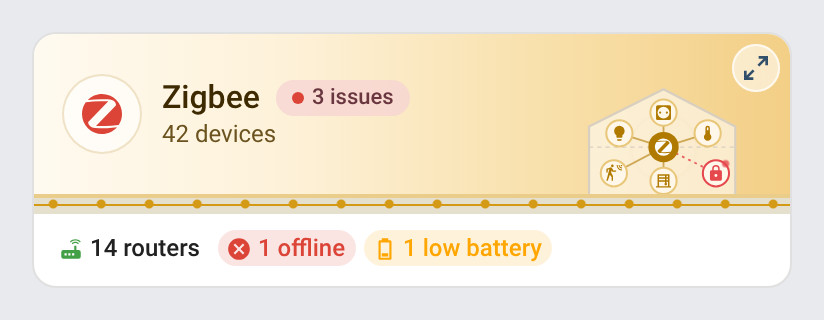 Zigbee
3 issues
42 devices
14 routers
1 offline
1 low battery